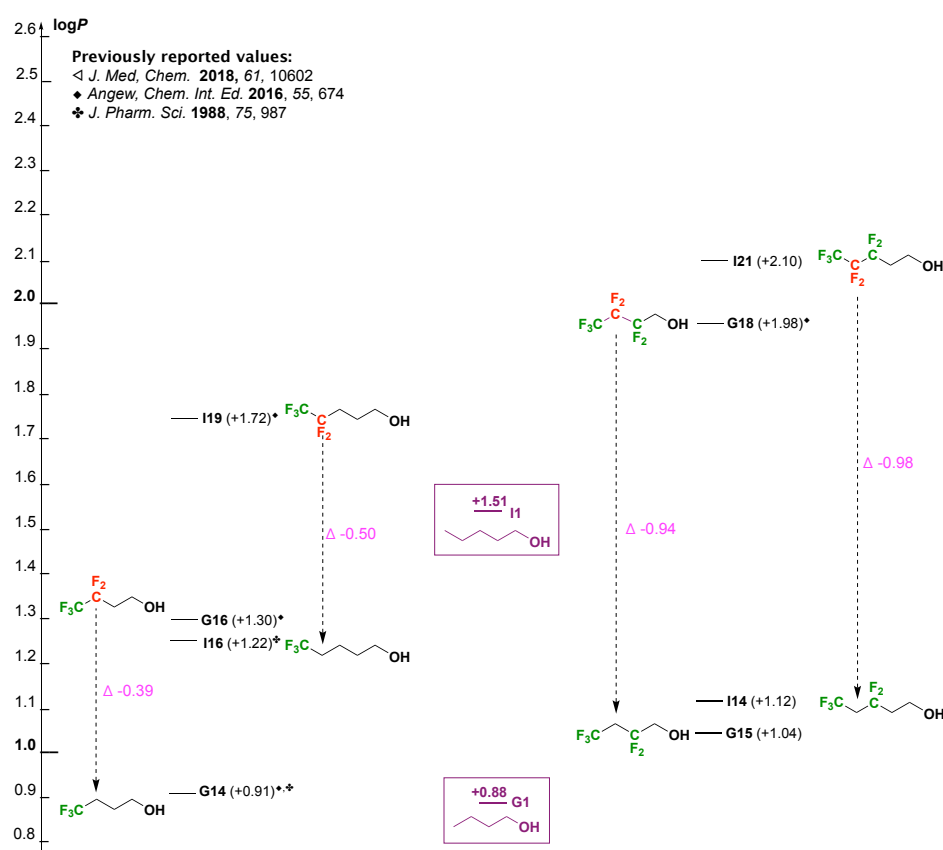 logP
Previously reported values:
◁ J. Med, Chem. 2018, 61, 10602
◆ Angew, Chem. Int. Ed. 2016, 55, 674
✤ J. Pharm. Sci. 1988, 75, 987
2.6
2.5
2.4
2.3
2.2
2.1
2.0
1.9
1.8
1.7
1.6
1.5
1.4
1.3
1.2
1.1
1.0
0.9
0.8
F3C C F2 OH
G16 (+1.30)◆
Δ -0.39
F3C OH
G14 (+0.91)◆,✤
I19 (+1.72)◆
F3C C F2 OH
Δ -0.50
I16 (+1.22)✤
F3C OH
+1.51
I1
OH
+0.88
G1
OH
F2
F3C C C OH
F2
G18 (+1.98)◆
Δ -0.94
F3C C OH
F2
G15 (+1.04)
I21 (+2.10)
F2
F3C C C OH
F2
Δ -0.98
I14 (+1.12)
F2
F3C C OH